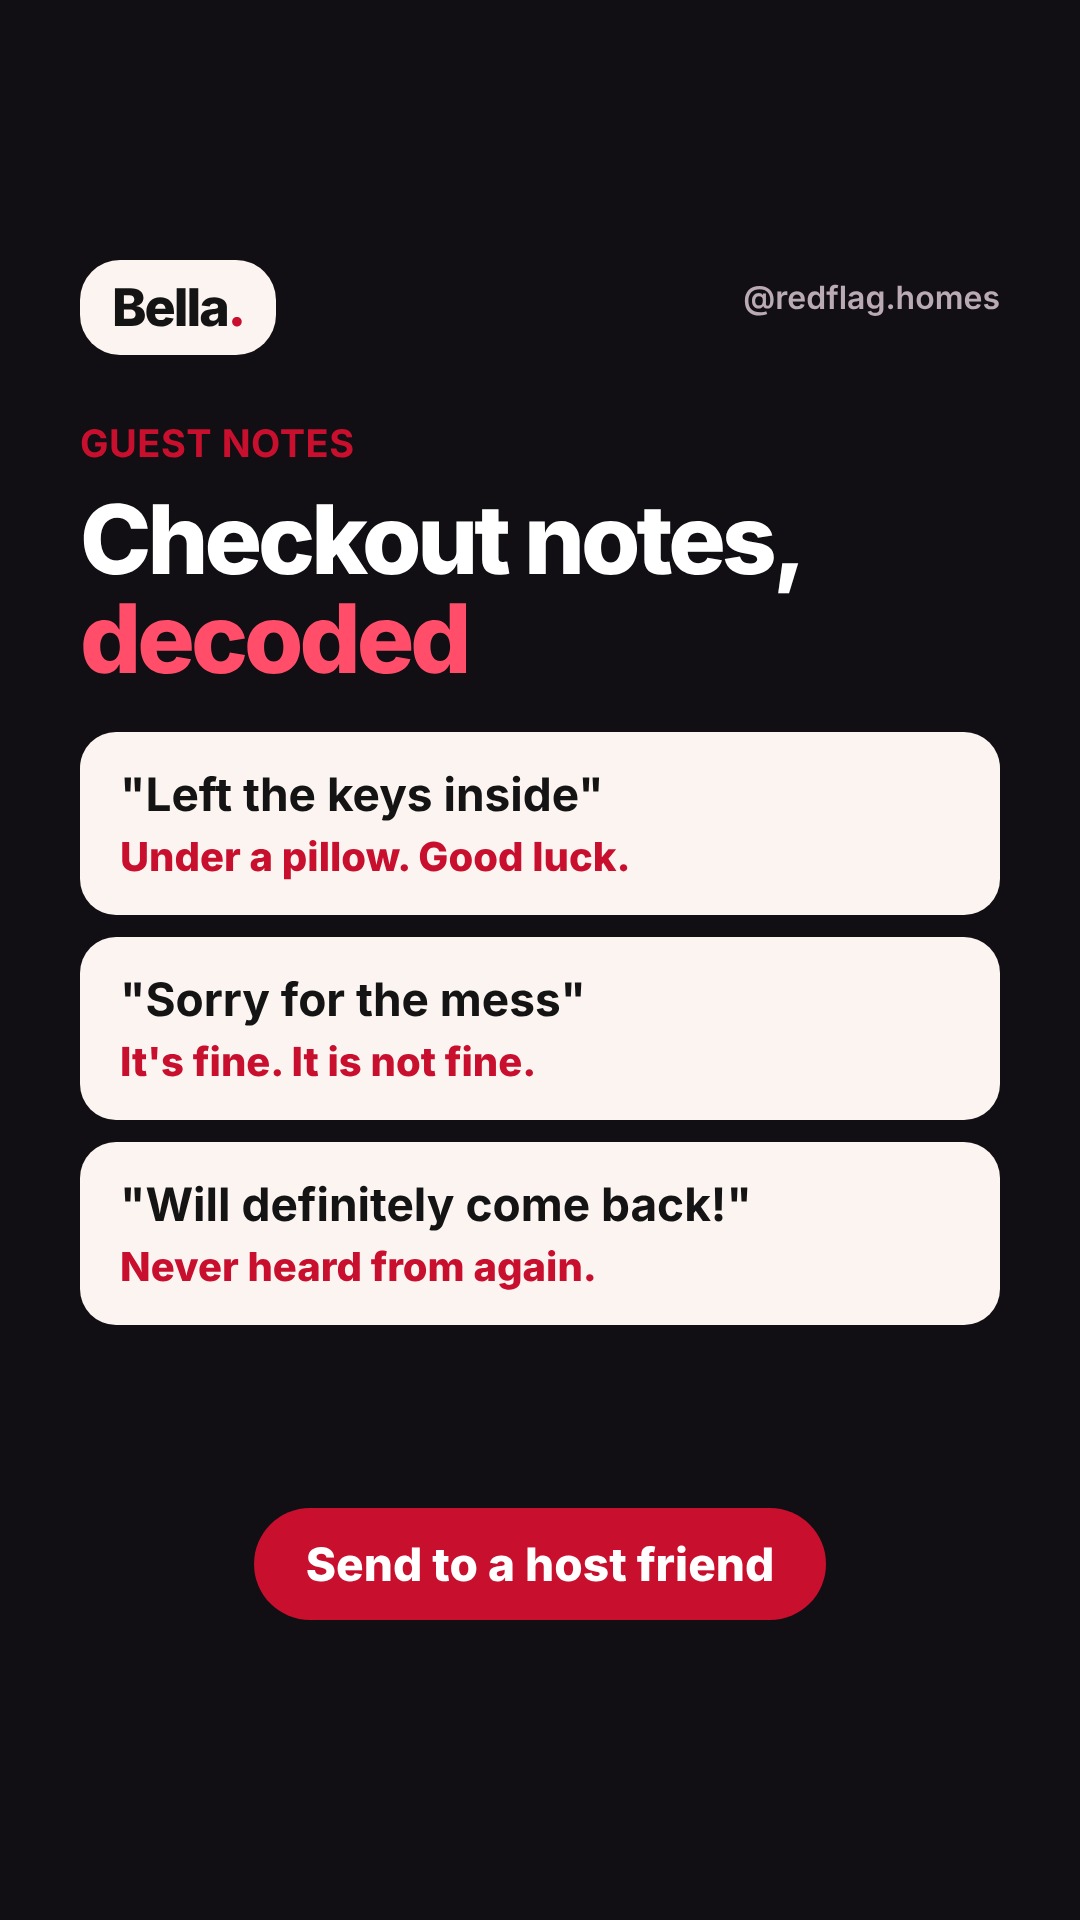 Bella.
@redflag.homes
GUEST NOTES
Checkout notes,
decoded
"Left the keys inside"
Under a pillow. Good luck.
"Sorry for the mess"
It's fine. It is not fine.
"Will definitely come back!"
Never heard from again.
Send to a host friend